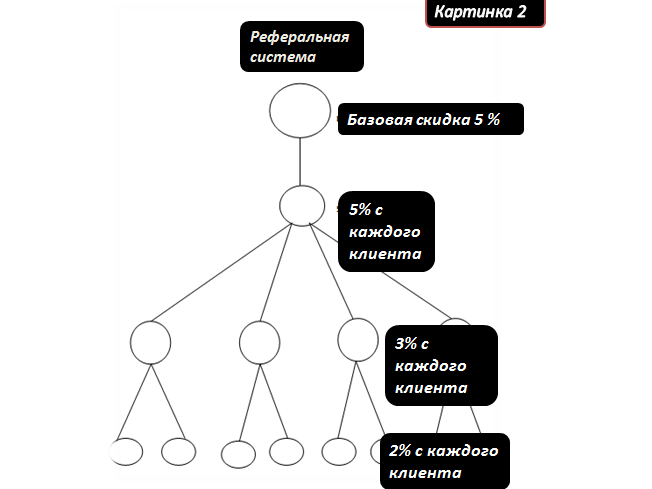 Картинка 2
Реферальная
система
Базовая скидка 5 %
5% с
каждого
клиента
3% с
каждого
клиента
2% с каждого
клиента